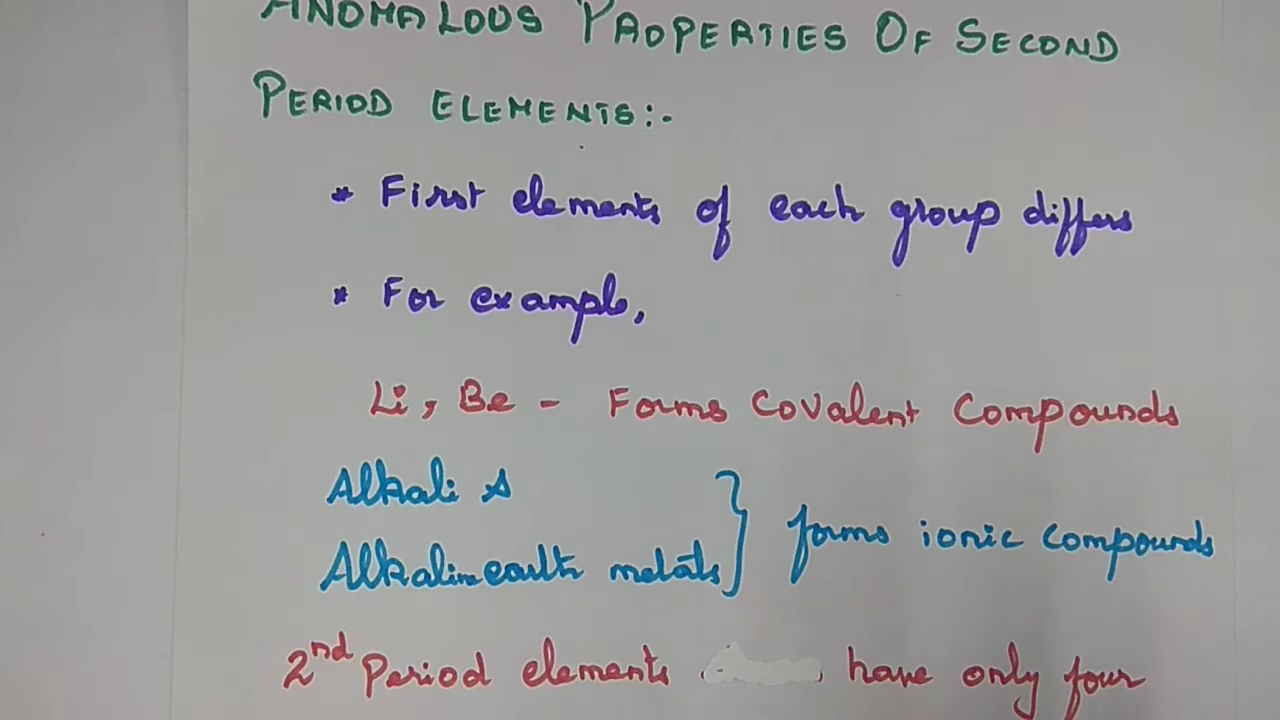 ANOMALOUS PROPERTIES OF SECOND
PERIOD ELEMENTS:-
* First elements of each group differs
* For example,
Li, Be - Forms Covalent Compounds
Alkali &
Alkaline earth metals } forms ionic compounds
2nd Period elements have only four